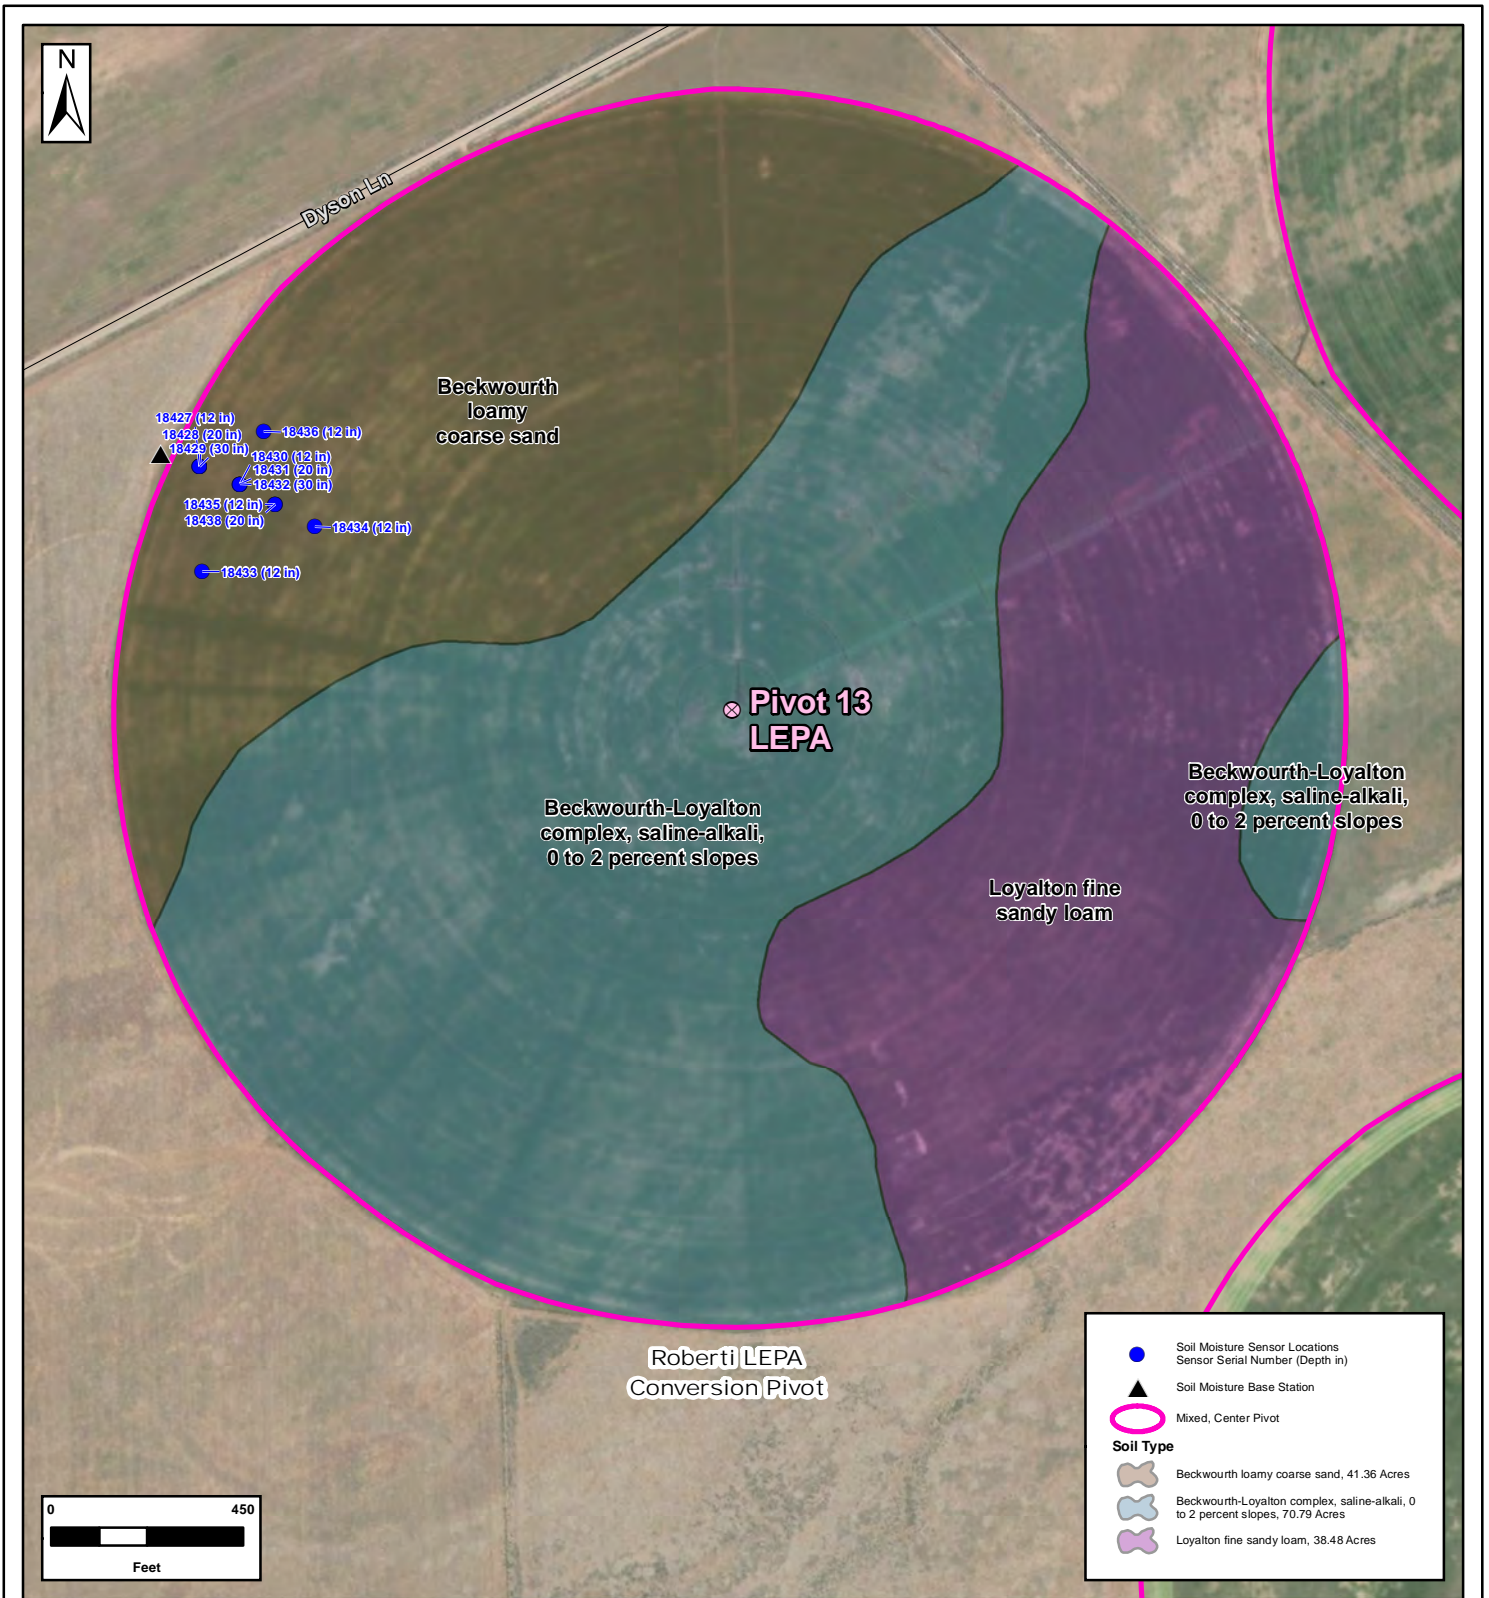 N
Dyson Ln
Beckwourth
loamy
coarse sand
18427 (12 in)
18428 (20 in)
18429 (30 in)
18436 (12 in)
18430 (12 in)
18431 (20 in)
18432 (30 in)
18435 (12 in)
18438 (20 in)
18434 (12 in)
18433 (12 in)
Pivot 13
LEPA
Beckwourth-Loyalton
complex, saline-alkali,
0 to 2 percent slopes
Beckwourth-Loyalton
complex, saline-alkali,
0 to 2 percent slopes
Loyalton fine
sandy loam
Roberti LEPA
Conversion Pivot
Soil Moisture Sensor Locations
Sensor Serial Number (Depth in)
Soil Moisture Base Station
Mixed, Center Pivot
Soil Type
Beckwourth loamy coarse sand, 41.36 Acres
Beckwourth-Loyalton complex, saline-alkali, 0
to 2 percent slopes, 70.79 Acres
Loyalton fine sandy loam, 38.48 Acres
0 450
Feet